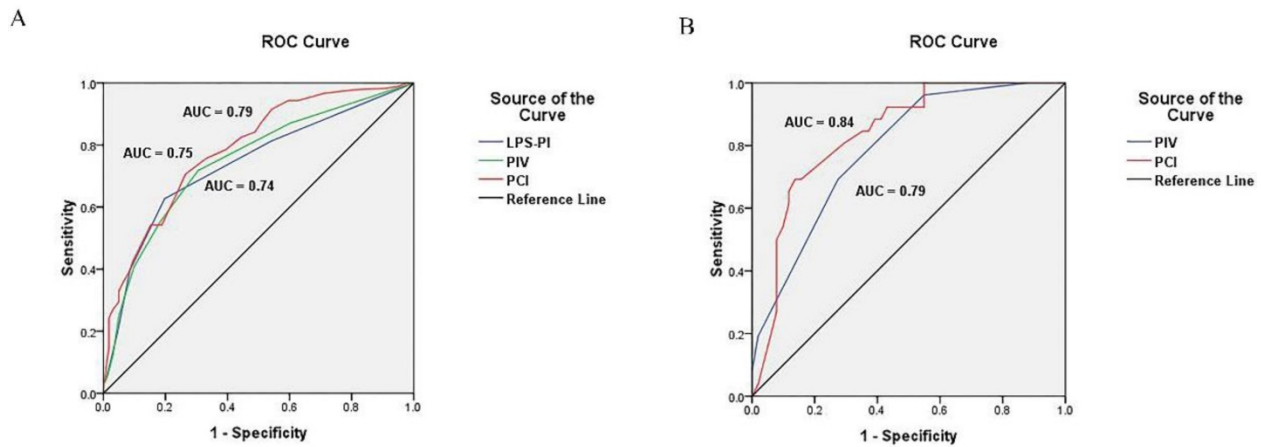 A
ROC Curve
1.0
0.8
0.6
0.4
0.2
0.0
Sensitivity
AUC = 0.79
AUC = 0.75
AUC = 0.74
0.0 0.2 0.4 0.6 0.8 1.0
1 - Specificity
Source of the
Curve
LPS-PI
PIV
PCI
Reference Line
B
ROC Curve
1.0
0.8
0.6
0.4
0.2
0.0
Sensitivity
AUC = 0.84
AUC = 0.79
0.0 0.2 0.4 0.6 0.8 1.0
1 - Specificity
Source of the
Curve
PIV
PCI
Reference Line